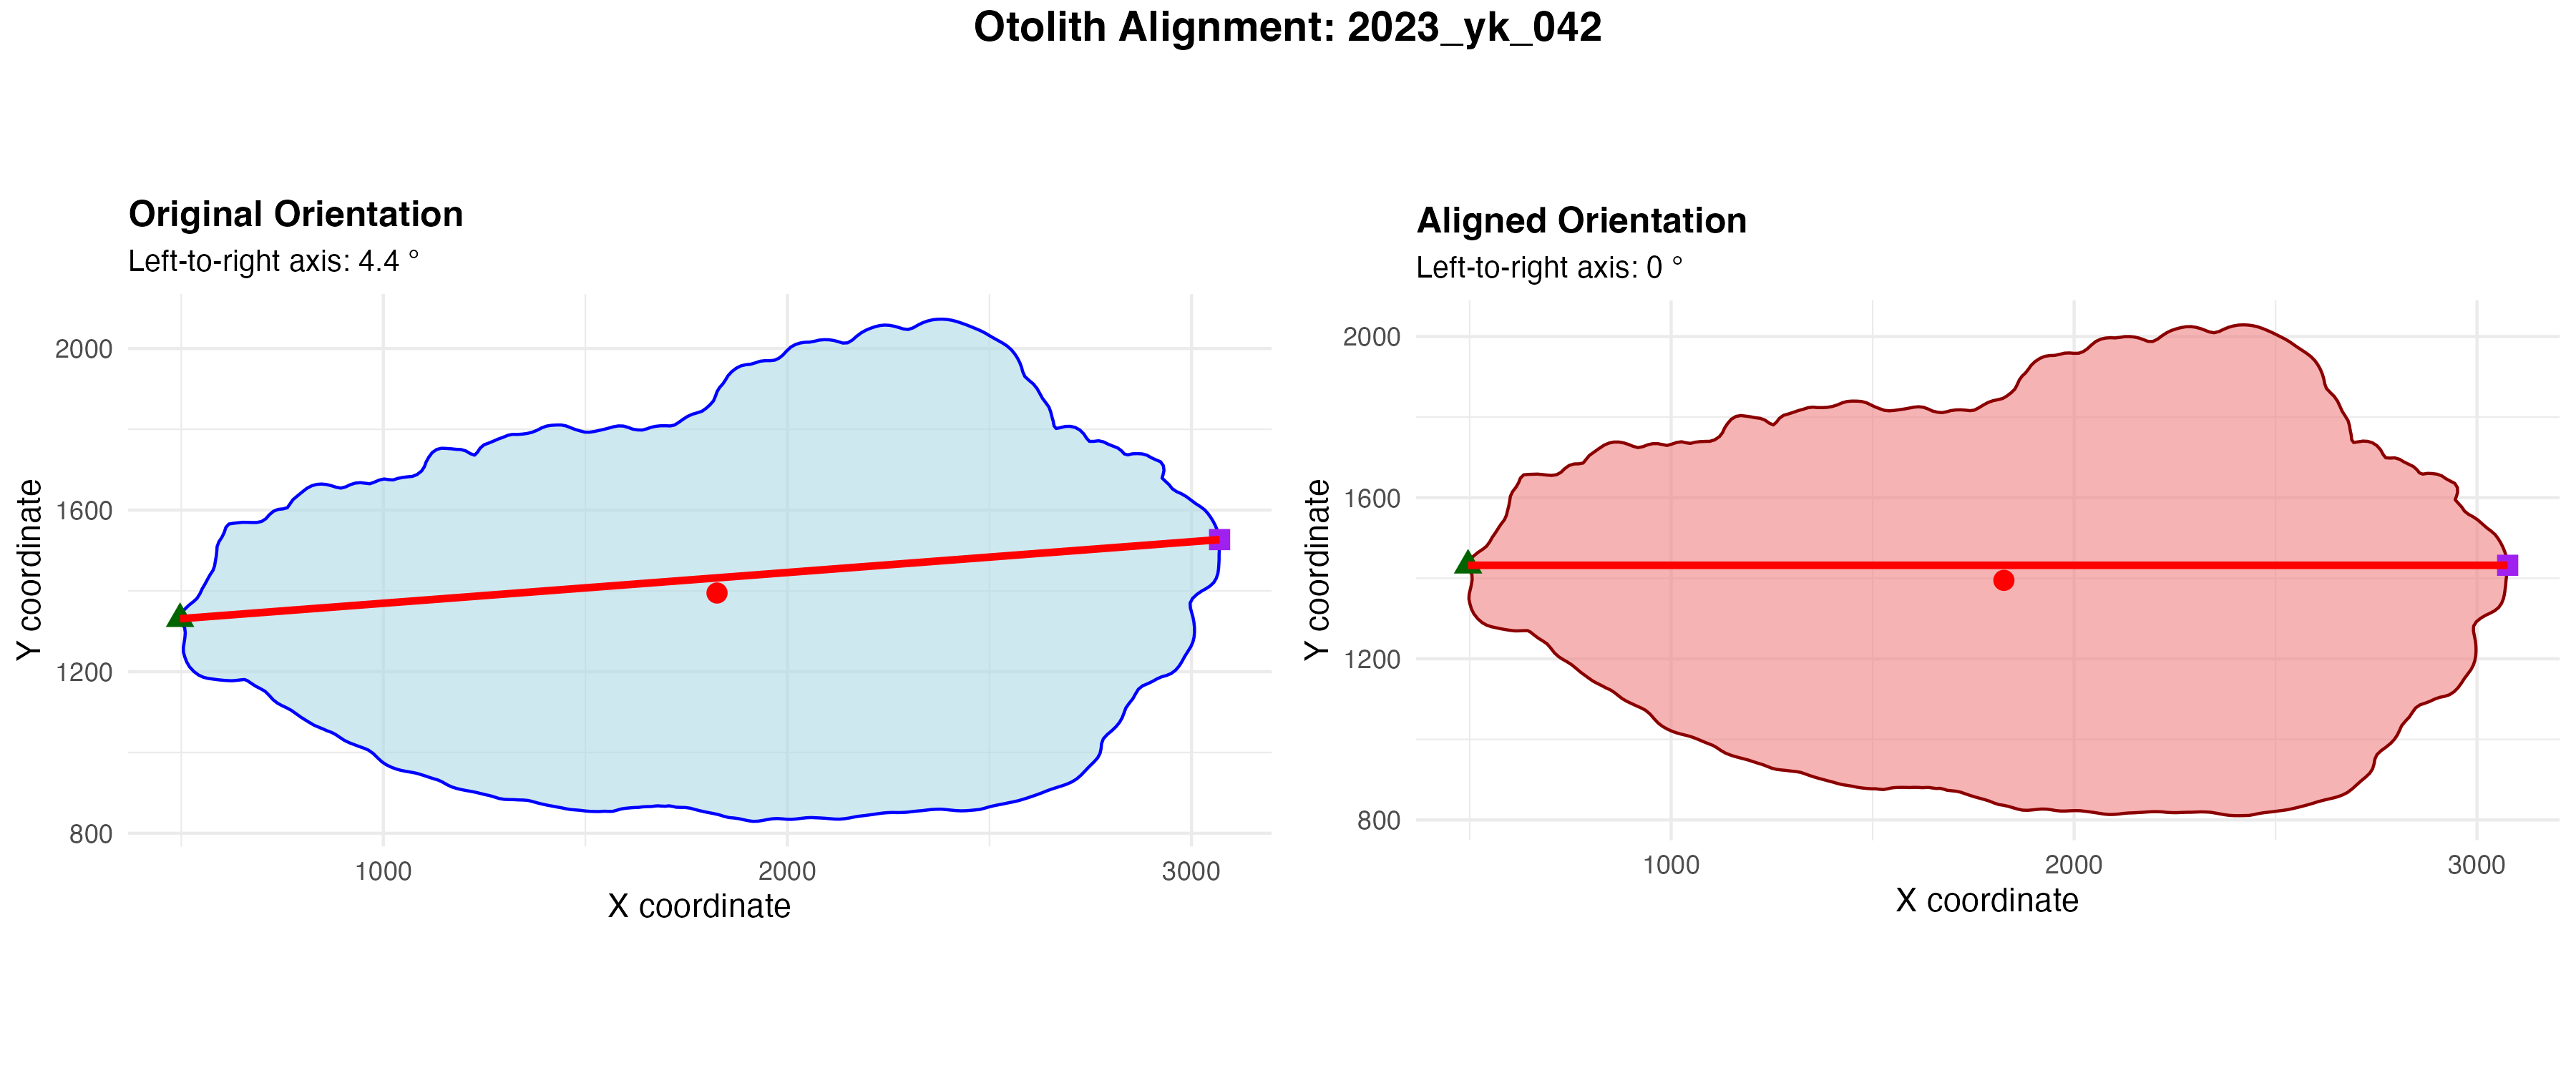 Otolith Alignment: 2023_yk_042
Original Orientation
Left-to-right axis: 4.4 °
2000
1600
1200
800
Y coordinate
1000 2000 3000
X coordinate
Aligned Orientation
Left-to-right axis: 0 °
2000
1600
1200
800
Y coordinate
1000 2000 3000
X coordinate